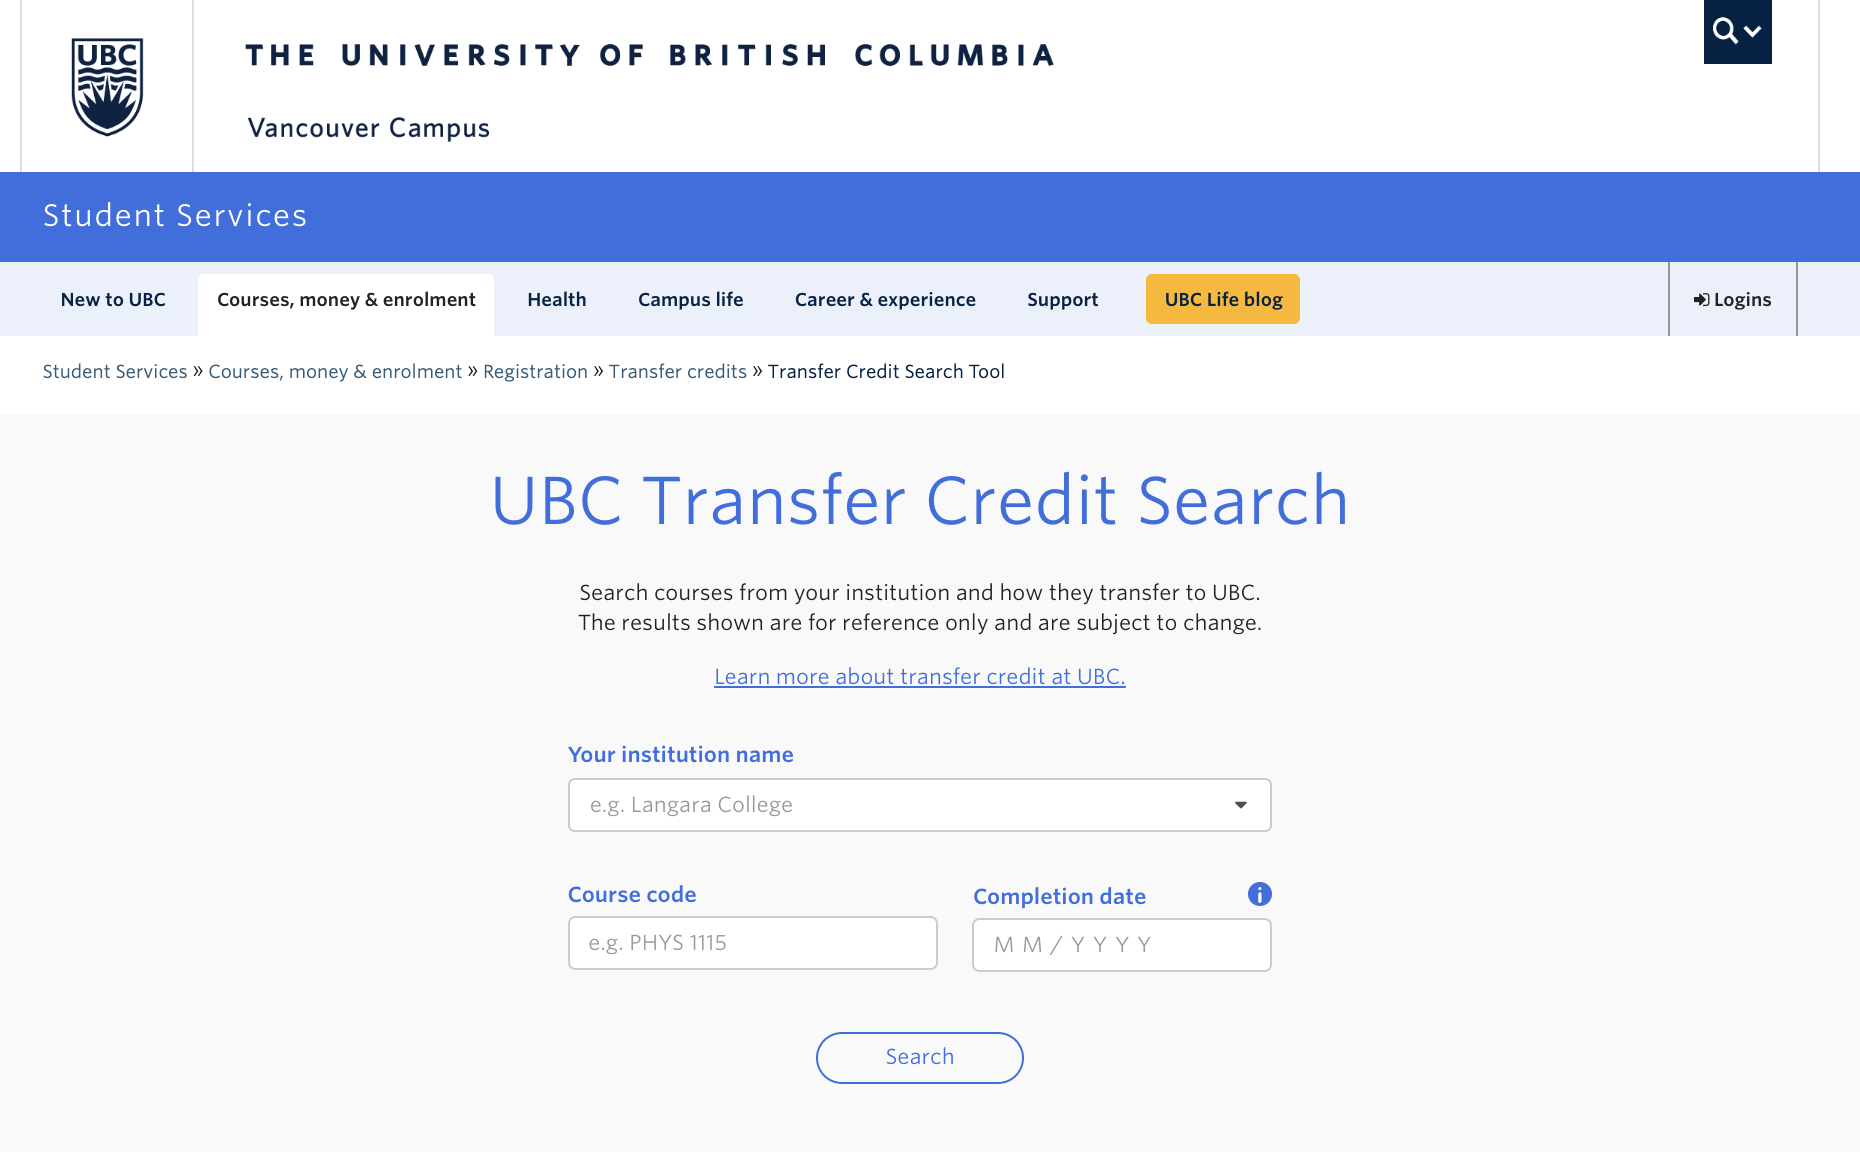 UBC
THE UNIVERSITY OF BRITISH COLUMBIA
Vancouver Campus
Student Services
New to UBC
Courses, money & enrolment
Health
Campus life
Career & experience
Support
UBC Life blog
Logins
Student Services » Courses, money & enrolment » Registration » Transfer credits » Transfer Credit Search Tool
UBC Transfer Credit Search
Search courses from your institution and how they transfer to UBC.
The results shown are for reference only and are subject to change.
Learn more about transfer credit at UBC.
Your institution name
e.g. Langara College
Course code
Completion date
e.g. PHYS 1115
MM/YYYY
Search